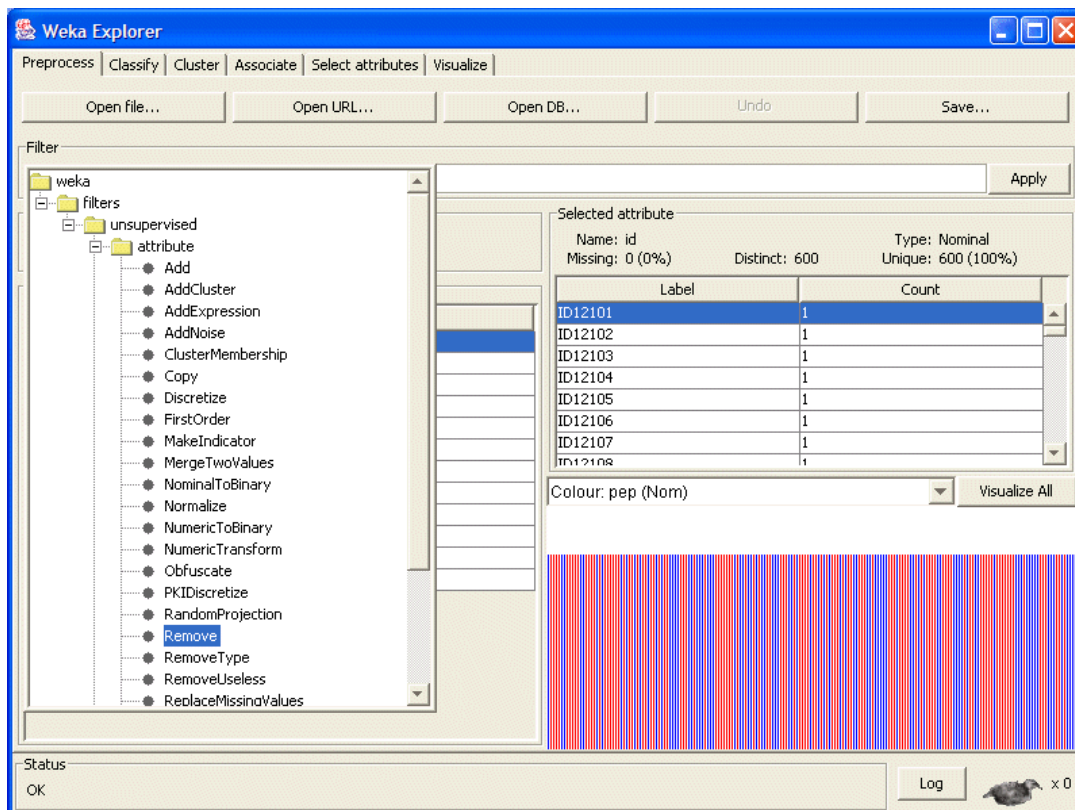 Weka Explorer
Preprocess Classify Cluster Associate Select attributes Visualize
Open file... Open URL... Open DB... Undo Save...
Filter
weka
filters
unsupervised
attribute
Add
AddCluster
AddExpression
AddNoise
ClusterMembership
Copy
Discretize
FirstOrder
MakeIndicator
MergeTwoValues
NominalToBinary
Normalize
NumericToBinary
NumericTransform
Obfuscate
PKIDiscretize
RandomProjection
Remove
RemoveType
RemoveUseless
ReplaceMissingValues
Apply
Selected attribute
Name: id Type: Nominal
Missing: 0 (0%) Distinct: 600 Unique: 600 (100%)
Label Count
ID12101 1
ID12102 1
ID12103 1
ID12104 1
ID12105 1
ID12106 1
ID12107 1
ID12108 1
Colour: pep (Nom) Visualize All
Status
OK
Log x 0